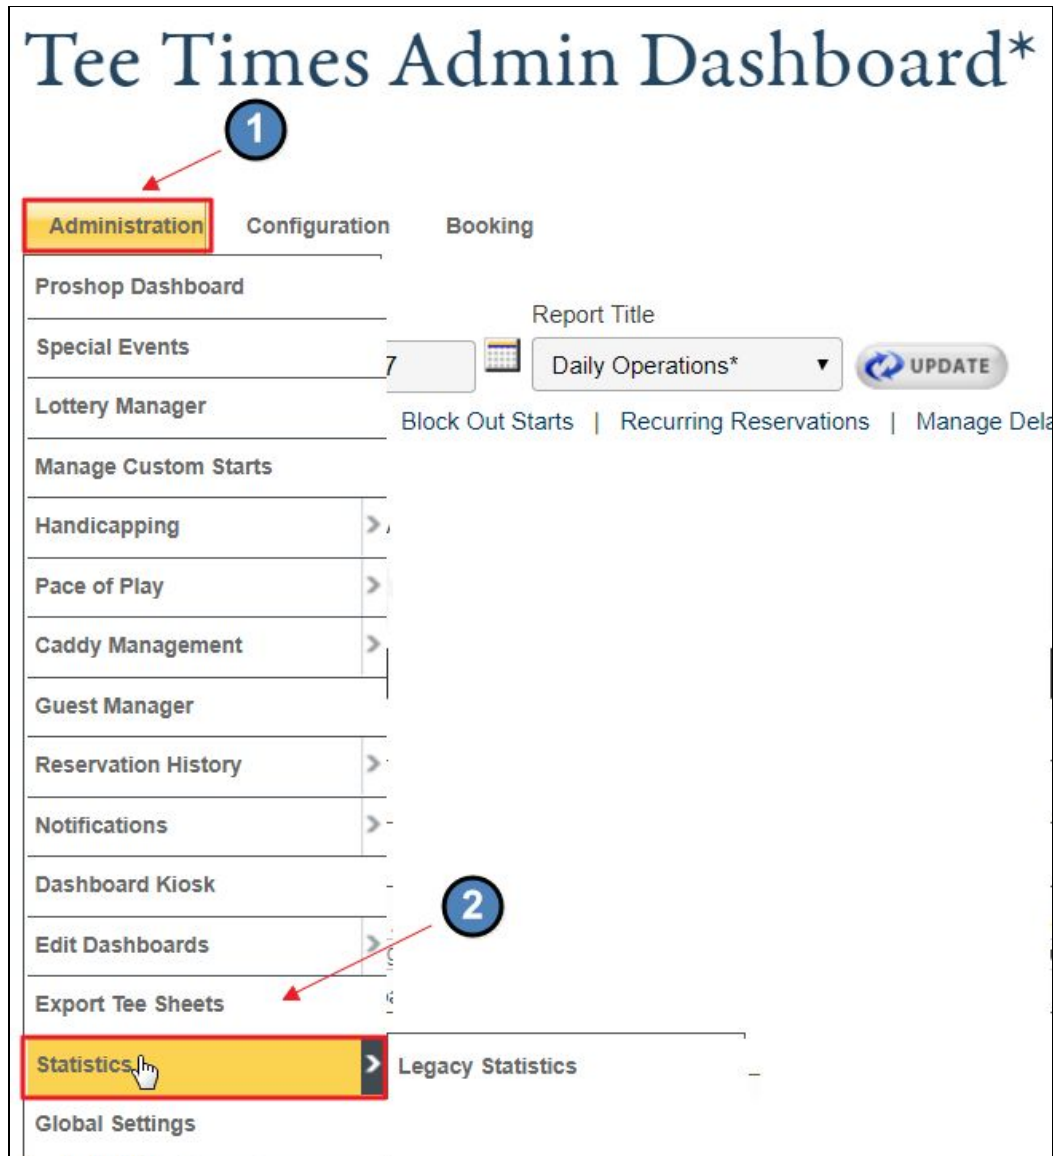 Tee Times Admin Dashboard*
1
Administration Configuration Booking
Proshop Dashboard
Report Title
Special Events
7 Daily Operations* UPDATE
Lottery Manager
Block Out Starts | Recurring Reservations | Manage Dela
Manage Custom Starts
Handicapping
Pace of Play
Caddy Management
Guest Manager
Reservation History
Notifications
Dashboard Kiosk
2
Edit Dashboards
Export Tee Sheets
Statistics Legacy Statistics
Global Settings